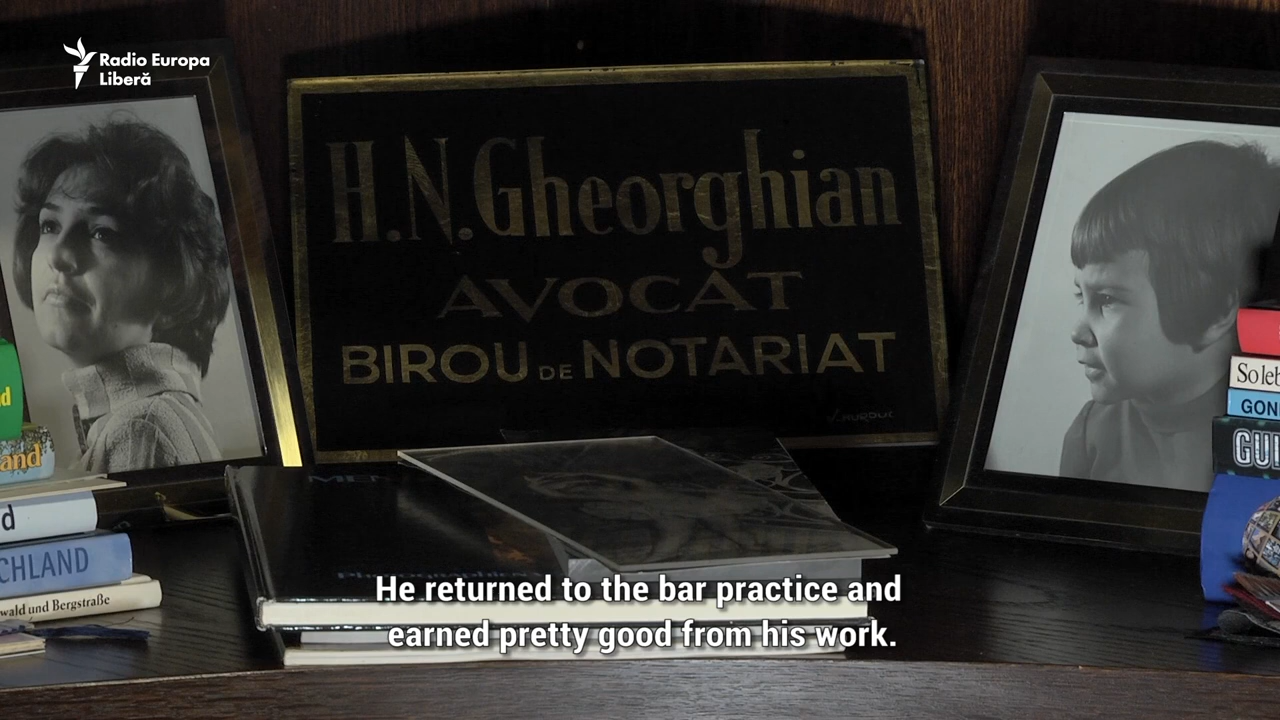 Radio Europa
Liberă
H.N.Gheorghian
AVOCAT
BIROU DE NOTARIAT
d
and
d
CHLAND
wald und Bergstraße
So leb
GON
GUI
He returned to the bar practice and
earned pretty good from his work.